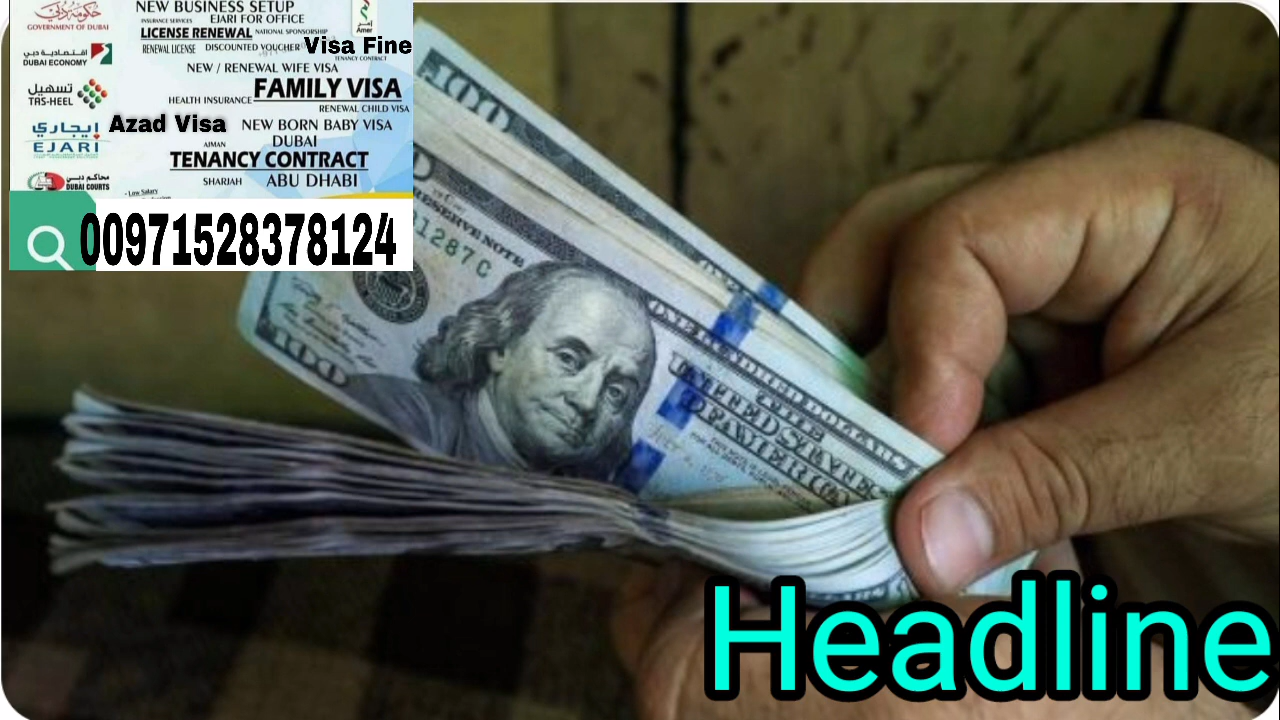 حكومة دبي
GOVERNMENT OF DUBAI
NEW BUSINESS SETUP
INSURANCE SERVICES EJARI FOR OFFICE
LICENSE RENEWAL NATIONAL SPONSORSHIP
Amer
RENEWAL LICENSE DISCOUNTED VOUCHER Visa Fine
TENANCY CONTRACT
اقتصادية دبي
DUBAI ECONOMY
NEW / RENEWAL WIFE VISA
تسهيل
TAS-HEEL
HEALTH INSURANCE FAMILY VISA
RENEWAL CHILD VISA
إيجاري
EJARI
Azad Visa NEW BORN BABY VISA
AJMAN DUBAI
TENANCY CONTRACT
محاكم دبي
DUBAI COURTS
SHARJAH ABU DHABI
- Low Salary
00971528378124
100
RESERVE NOTE
1287C
100
UNITED STATES
OF AMERICA
Headline